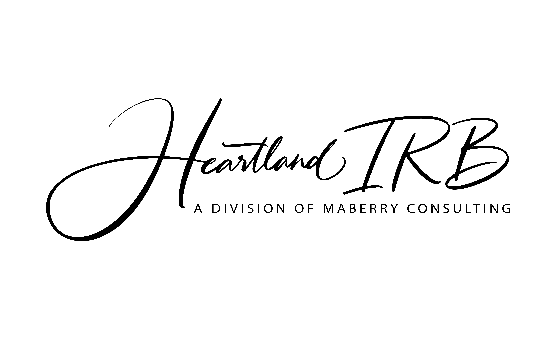 Heartland IRB
A DIVISION OF MABERRY CONSULTING